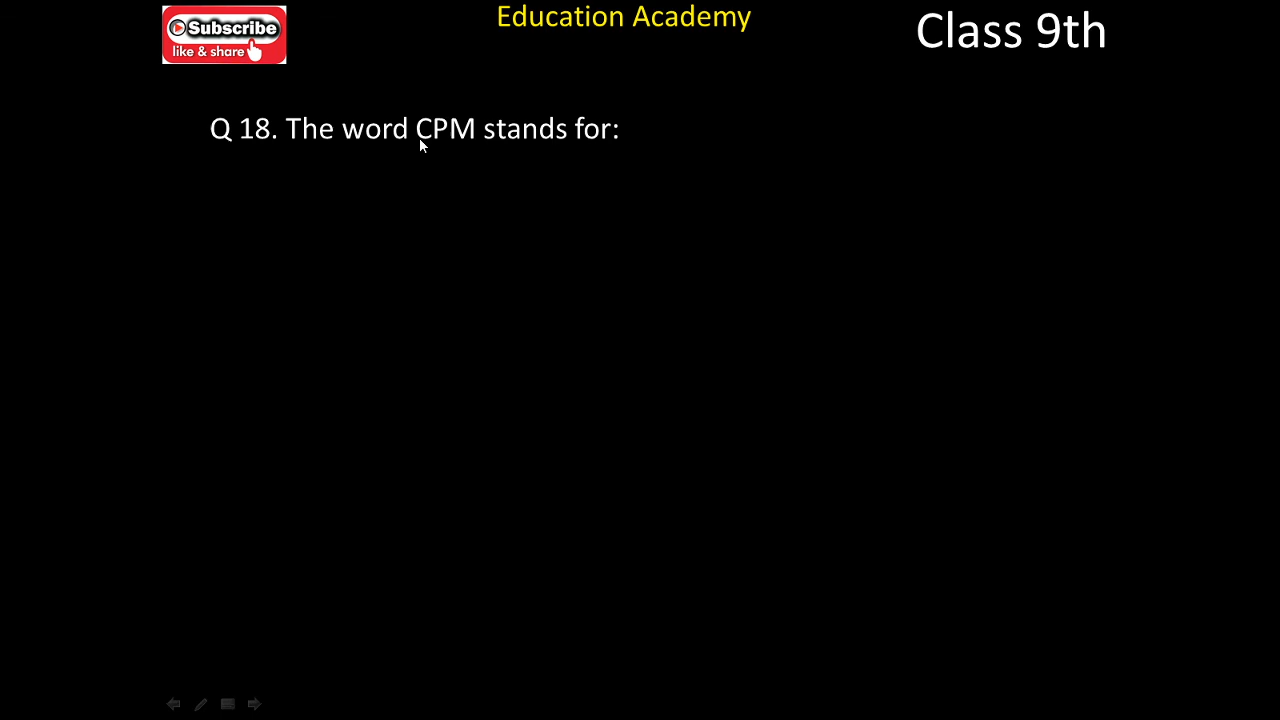 Subscribe
like & share
Education Academy
Class 9th
Q 18. The word CPM stands for: